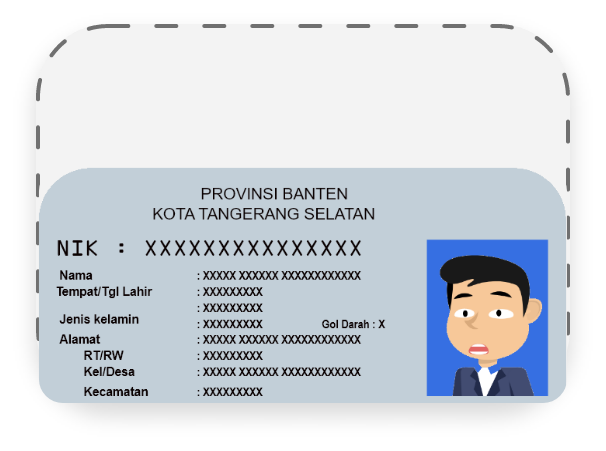 PROVINSI BANTEN
KOTA TANGERANG SELATAN
NIK : XXXXXXXXXXXXXXX
Nama : XXXXX XXXXXX XXXXXXXXXXXX
Tempat/Tgl Lahir : XXXXXXXXX
: XXXXXXXXX
Jenis kelamin : XXXXXXXXX Gol Darah : X
Alamat : XXXXX XXXXXX XXXXXXXXXXXX
RT/RW : XXXXXXXXX
Kel/Desa : XXXXX XXXXXX XXXXXXXXXXXX
Kecamatan : XXXXXXXXX